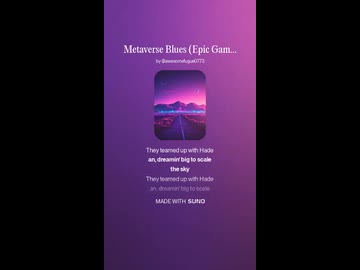 Metaverse Blues (Epic Gam...
by @awesomefugue0773
They teamed up with Hade
an, dreamin' big to scale
the sky
They teamed up with Hade
an, dreamin' big to scale
MADE WITH SUNO